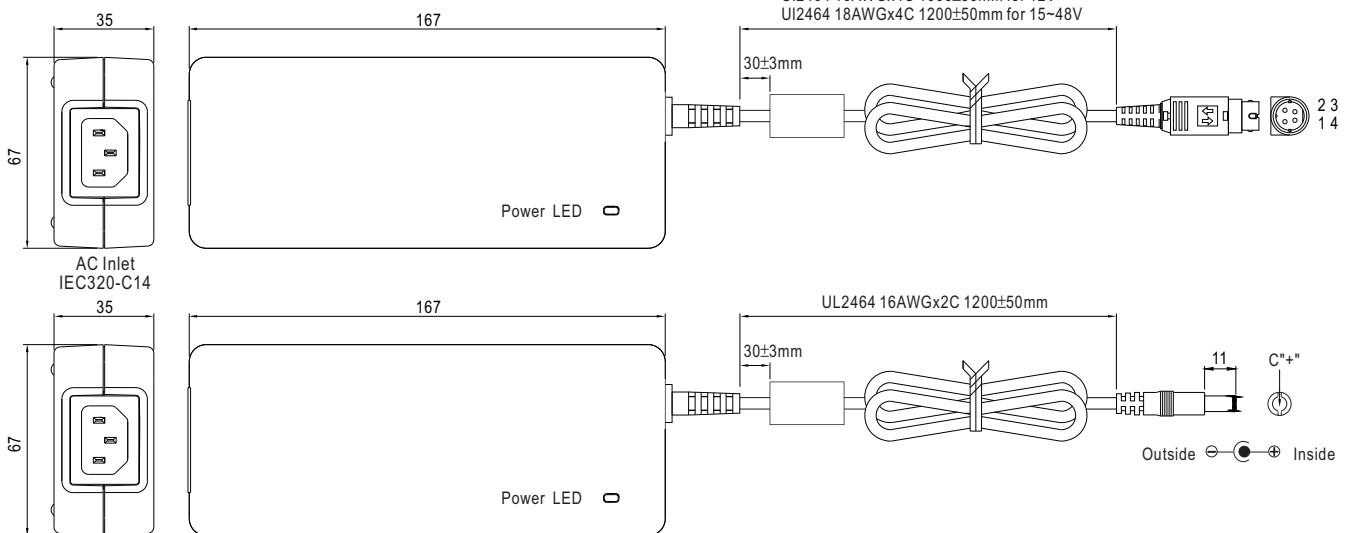 UI2464 18AWGx4C 1200±50mm for 15~48V
35
167
30±3mm
2 3
1 4
67
Power LED
AC Inlet
IEC320-C14
35
167
UL2464 16AWGx2C 1200±50mm
30±3mm
11
C"+"
67
Outside
Inside
Power LED